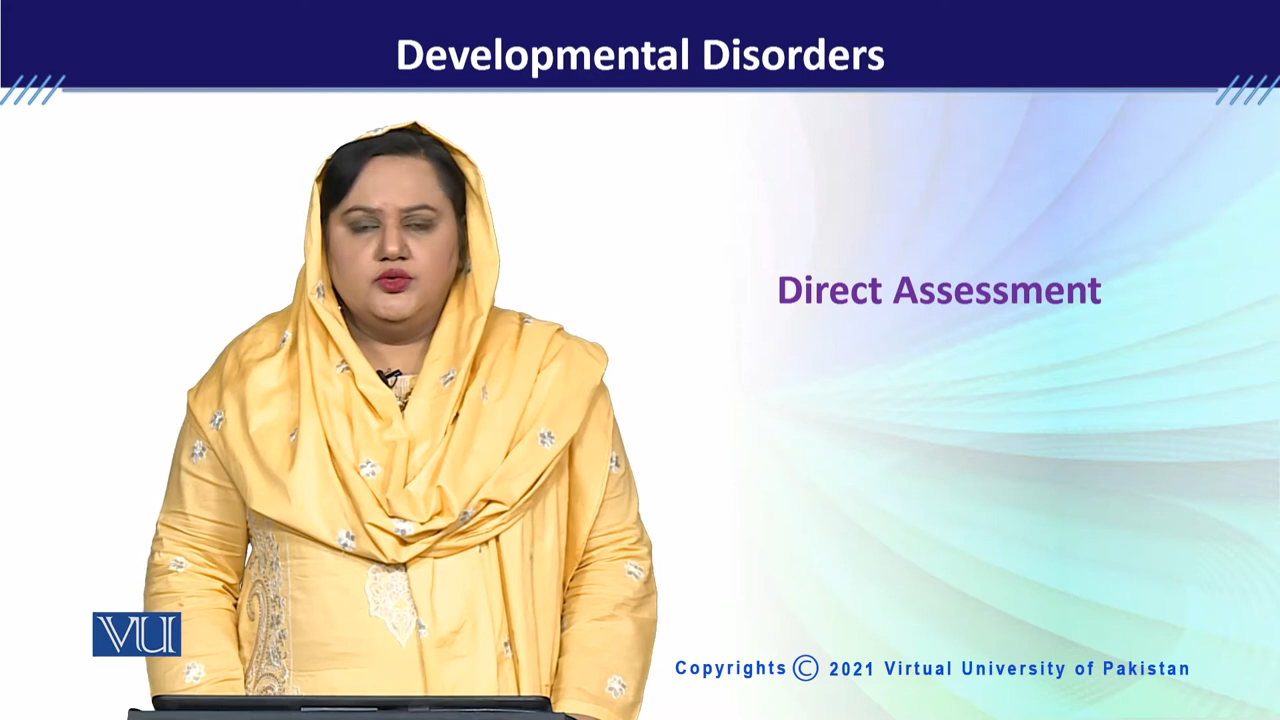 Developmental Disorders
Direct Assessment
VU
Copyrights © 2021 Virtual University of Pakistan